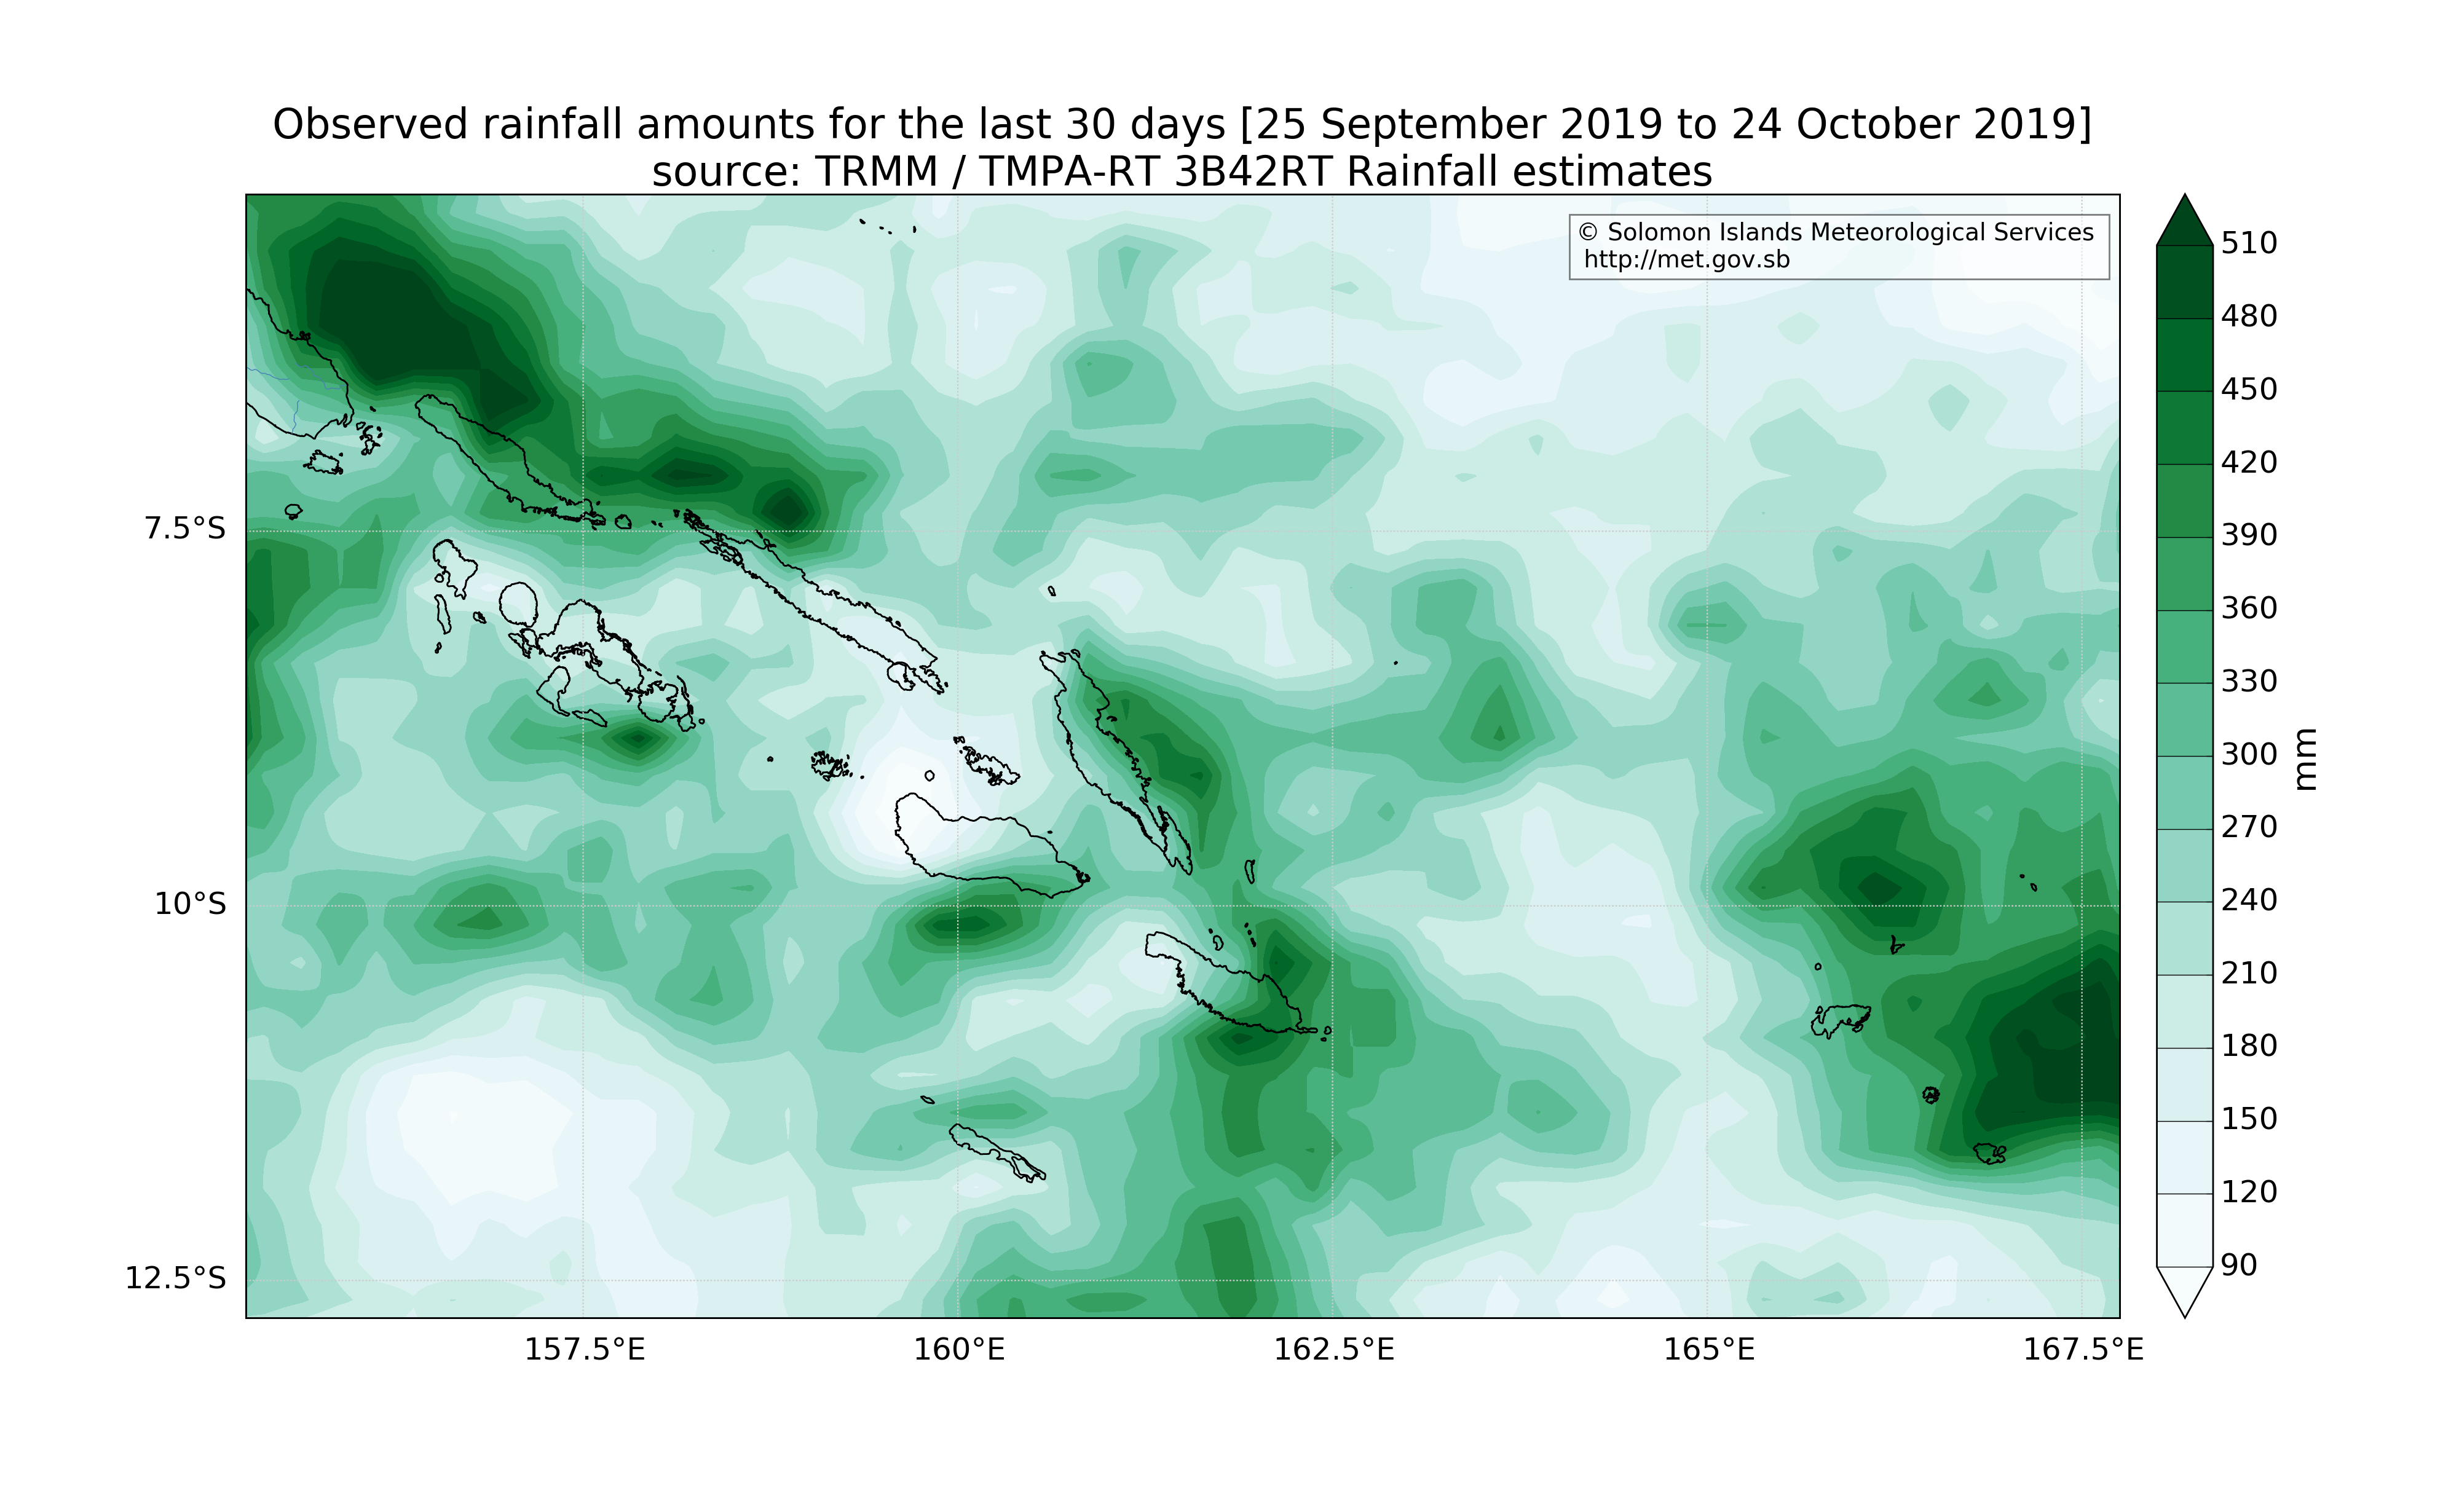 Observed rainfall amounts for the last 30 days [25 September 2019 to 24 October 2019]
source: TRMM / TMPA-RT 3B42RT Rainfall estimates
© Solomon Islands Meteorological Services
http://met.gov.sb
7.5°S
10°S
12.5°S
157.5°E
160°E
162.5°E
165°E
167.5°E
510
480
450
420
390
360
330
300
270
240
210
180
150
120
90
mm